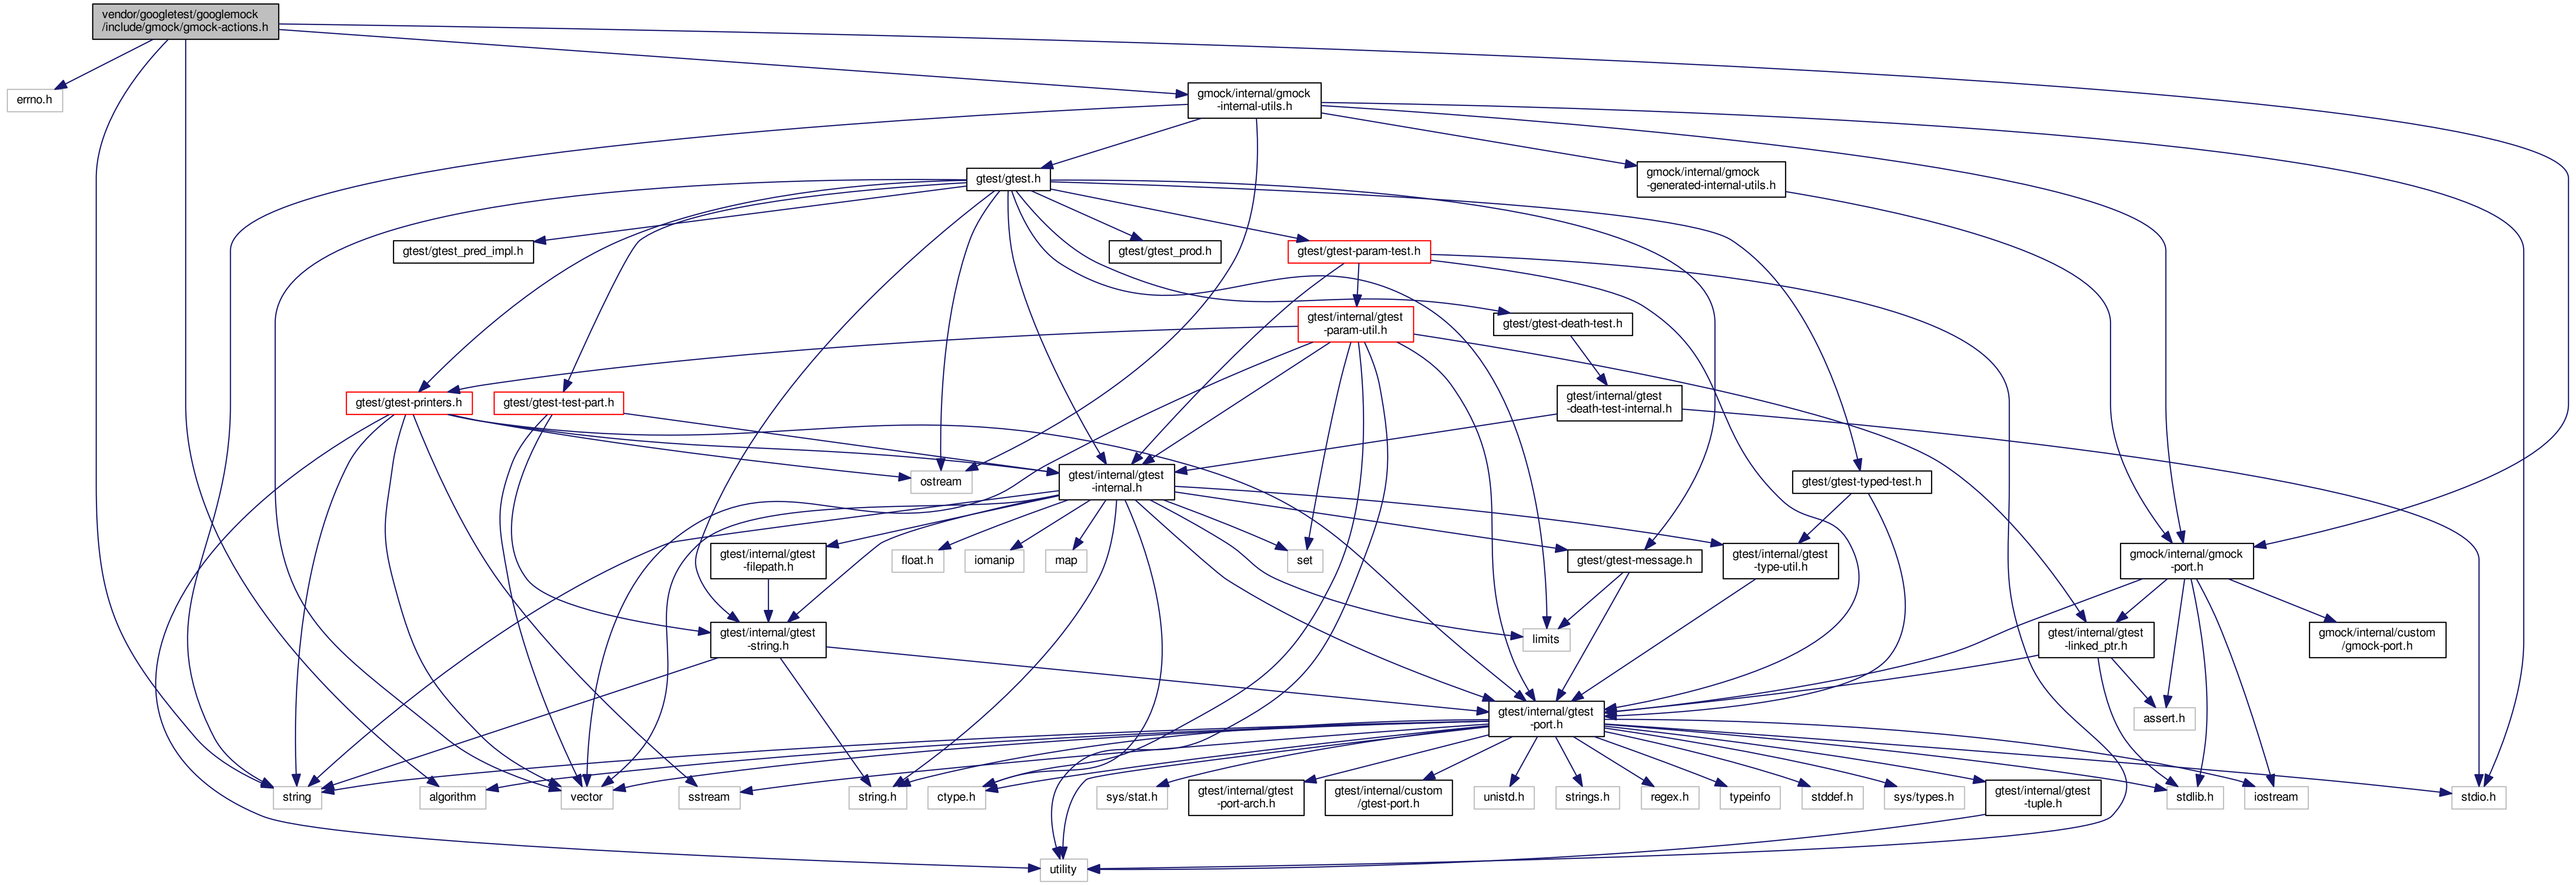 vendor/googletest/googlemock
/include/gmock/gmock-actions.h
errno.h
gmock/internal/gmock
-internal-utils.h
gtest/gtest.h
gmock/internal/gmock
-generated-internal-utils.h
gtest/gtest_pred_impl.h
gtest/gtest_prod.h
gtest/gtest-param-test.h
gtest/internal/gtest
-param-util.h
gtest/gtest-death-test.h
gtest/gtest-printers.h
gtest/gtest-test-part.h
gtest/internal/gtest
-death-test-internal.h
ostream
gtest/internal/gtest
-internal.h
gtest/gtest-typed-test.h
gtest/internal/gtest
-filepath.h
float.h
iomanip
map
set
gtest/gtest-message.h
gtest/internal/gtest
-type-util.h
gmock/internal/gmock
-port.h
gtest/internal/gtest
-string.h
limits
gtest/internal/gtest
-linked_ptr.h
gmock/internal/custom
/gmock-port.h
gtest/internal/gtest
-port.h
assert.h
string
algorithm
vector
sstream
string.h
ctype.h
sys/stat.h
gtest/internal/gtest
-port-arch.h
gtest/internal/custom
/gtest-port.h
unistd.h
strings.h
regex.h
typeinfo
stddef.h
sys/types.h
gtest/internal/gtest
-tuple.h
stdlib.h
iostream
stdio.h
utility